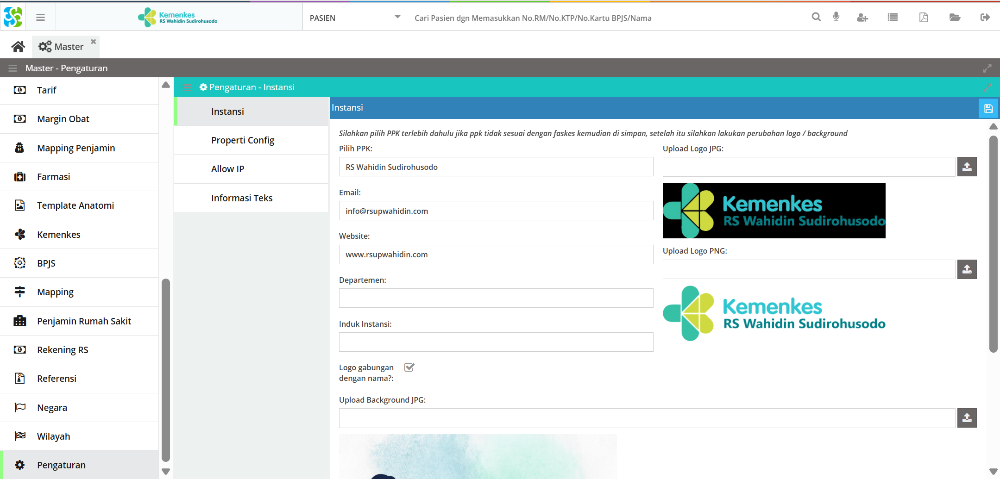 Kemenkes
RS Wahidin Sudirohusodo
PASIEN
Cari Pasien dgn Memasukkan No.RM/No.KTP/No.Kartu BPJS/Nama
Master
Master - Pengaturan
Tarif
Margin Obat
Mapping Penjamin
Farmasi
Template Anatomi
Kemenkes
BPJS
Mapping
Penjamin Rumah Sakit
Rekening RS
Referensi
Negara
Wilayah
Pengaturan
Pengaturan - Instansi
Instansi
Properti Config
Allow IP
Informasi Teks
Instansi
Silahkan pilih PPK terlebih dahulu jika ppk tidak sesuai dengan faskes kemudian di simpan, setelah itu silahkan lakukan perubahan logo / background
Pilih PPK:
RS Wahidin Sudirohusodo
Email:
info@rsupwahidin.com
Website:
www.rsupwahidin.com
Departemen:
Induk Instansi:
Logo gabungan
dengan nama?:
Upload Logo JPG:
Kemenkes
RS Wahidin Sudirohusodo
Upload Logo PNG:
Kemenkes
RS Wahidin Sudirohusodo
Upload Background JPG: